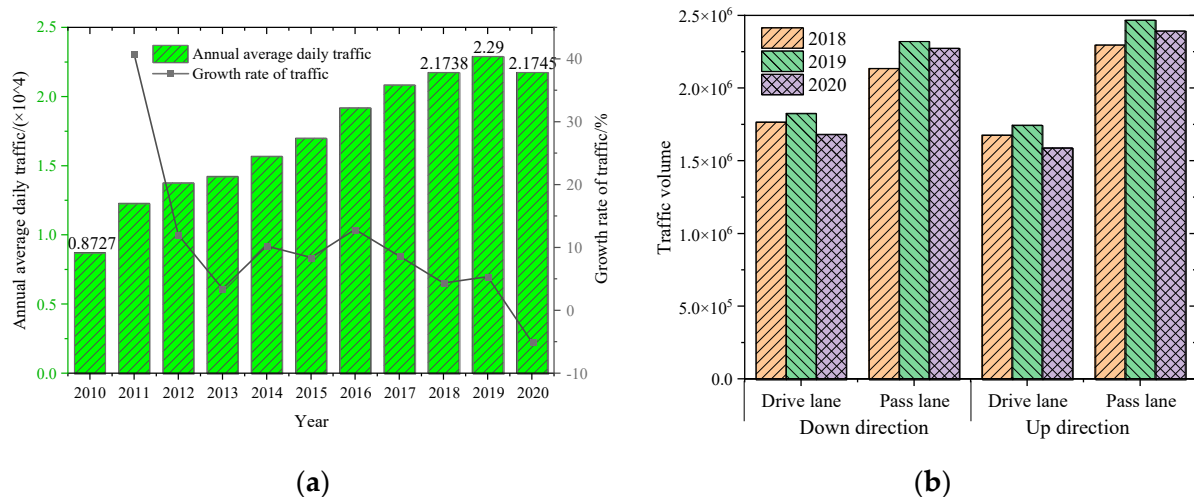 Annual average daily traffic/(×10^4)
2.5
2.0
1.5
1.0
0.5
0.0
Annual average daily traffic
Growth rate of traffic
0.8727
2.1738
2.29
2.1745
40
30
20
10
0
-10
Growth rate of traffic/%
2010 2011 2012 2013 2014 2015 2016 2017 2018 2019 2020
Year
(a)
Traffic volume
2.5×10⁶
2.0×10⁶
1.5×10⁶
1.0×10⁶
5.0×10⁵
0.0
2018
2019
2020
Drive lane Pass lane Drive lane Pass lane
Down direction Up direction
(b)